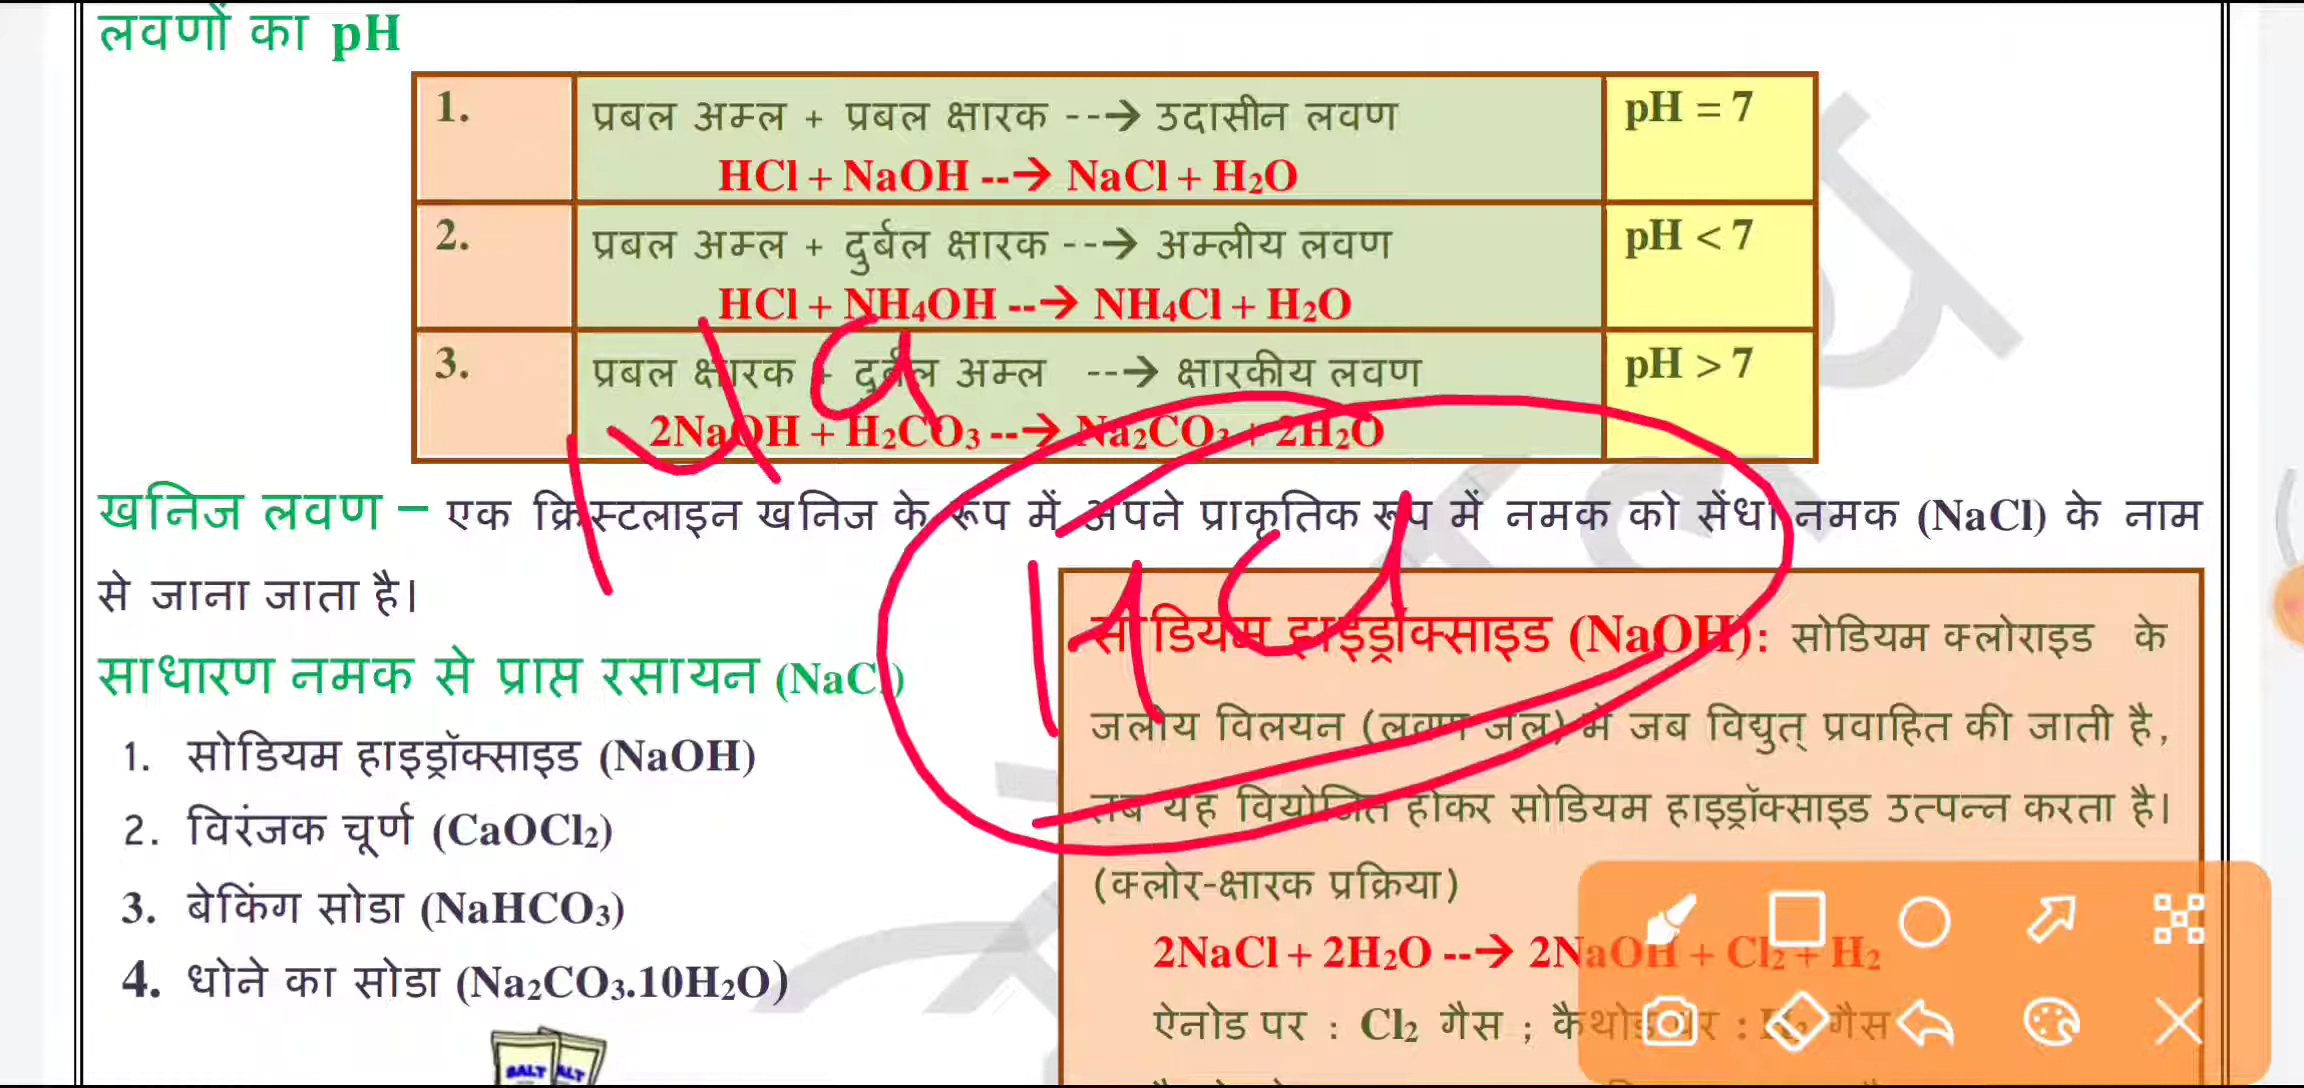 लवणों का pH
1. प्रबल अम्ल + प्रबल क्षारक --→ उदासीन लवण pH = 7
HCl + NaOH --→ NaCl + H₂O
2. प्रबल अम्ल + दुर्बल क्षारक --→ अम्लीय लवण pH < 7
HCl + NH₄OH --→ NH₄Cl + H₂O
3. प्रबल क्षारक + दुर्बल अम्ल --→ क्षारकीय लवण pH > 7
2NaOH + H₂CO₃ --→ Na₂CO₃ + 2H₂O
Na
Hcl
खनिज लवण – एक क्रिस्टलाइन खनिज के रूप में अपने प्राकृतिक रूप में नमक को सेंधा नमक (NaCl) के नाम
से जाना जाता है।
साधारण नमक से प्राप्त रसायन (NaCl)
1. सोडियम हाइड्रॉक्साइड (NaOH)
2. विरंजक चूर्ण (CaOCl₂)
3. बेकिंग सोडा (NaHCO₃)
4. धोने का सोडा (Na₂CO₃.10H₂O)
SALT
सोडियम हाइड्रॉक्साइड (NaOH): सोडियम क्लोराइड के
जलीय विलयन (लवण जल) में जब विद्युत् प्रवाहित की जाती है,
तब यह वियोजित होकर सोडियम हाइड्रॉक्साइड उत्पन्न करता है।
(क्लोर-क्षारक प्रक्रिया)
2NaCl + 2H₂O --→ 2NaOH + Cl₂ + H₂
ऐनोड पर : Cl₂ गैस ; कैथोड पर : H₂ गैस